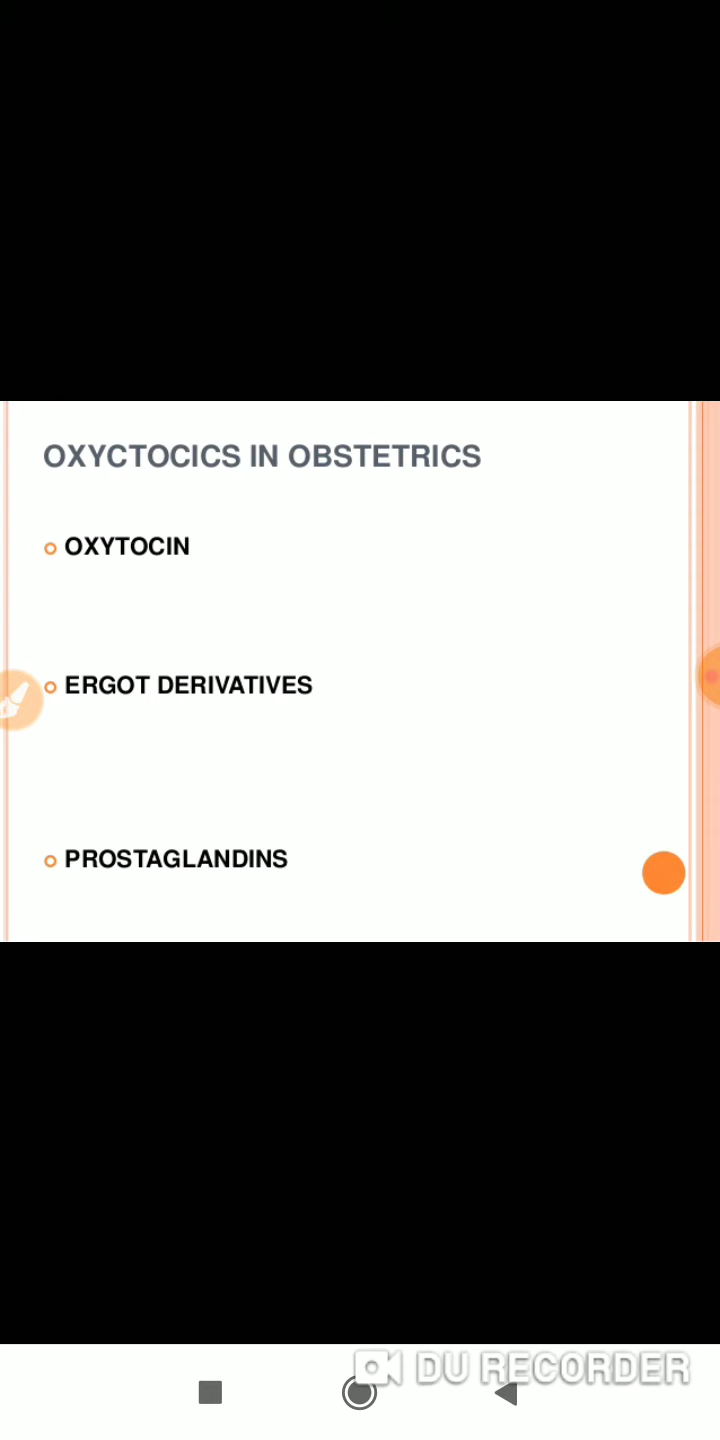 OXYCTOCICS IN OBSTETRICS
OXYTOCIN
ERGOT DERIVATIVES
PROSTAGLANDINS
DU RECORDER